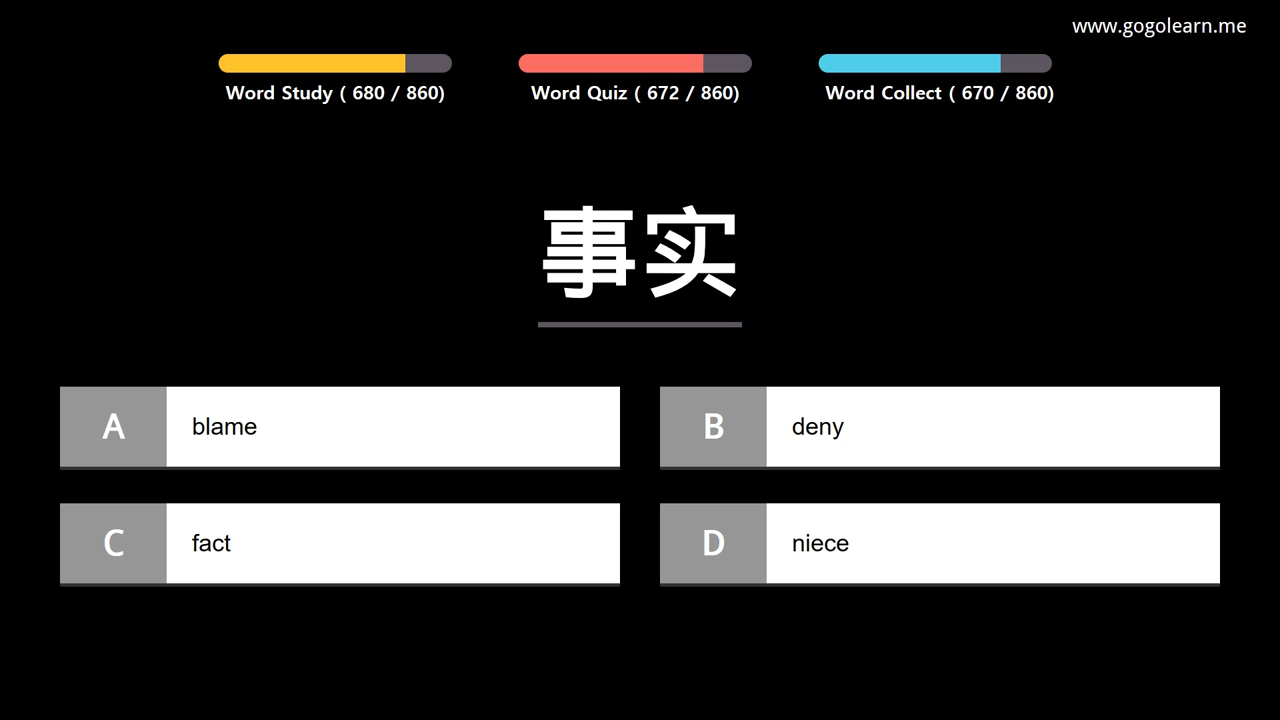 www.gogolearn.me
Word Study ( 680 / 860)
Word Quiz ( 672 / 860)
Word Collect ( 670 / 860)
事实
A blame
B deny
C fact
D niece